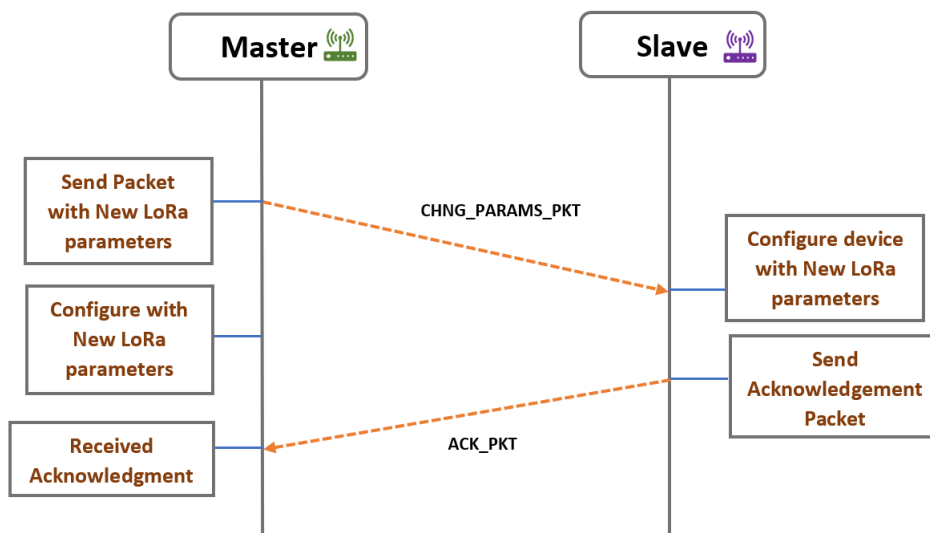 Master
Slave
Send Packet
with New LoRa
parameters
CHNG_PARAMS_PKT
Configure device
with New LoRa
parameters
Configure with
New LoRa
parameters
Send
Acknowledgement
Packet
Received
Acknowledgment
ACK_PKT